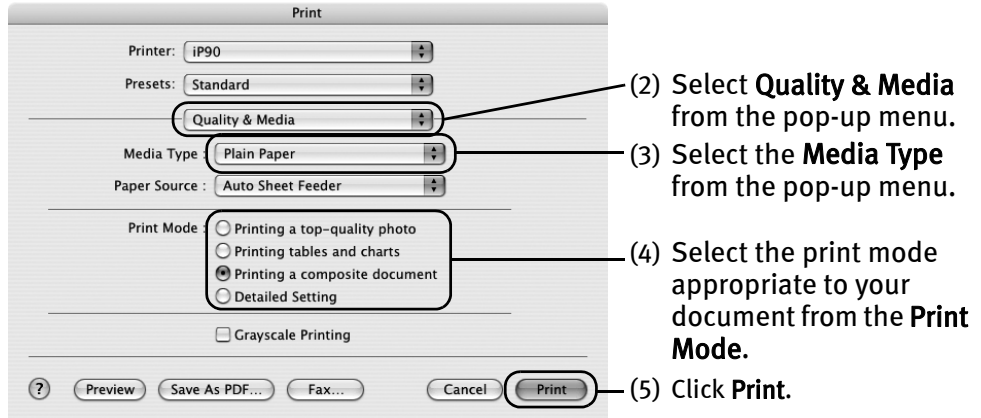 Print
Printer: iP90
Presets: Standard
Quality & Media
Media Type : Plain Paper
Paper Source : Auto Sheet Feeder
Print Mode : Printing a top-quality photo
Printing tables and charts
Printing a composite document
Detailed Setting
Grayscale Printing
? Preview Save As PDF... Fax... Cancel Print
(2) Select Quality & Media
from the pop-up menu.
(3) Select the Media Type
from the pop-up menu.
(4) Select the print mode
appropriate to your
document from the Print
Mode.
(5) Click Print.